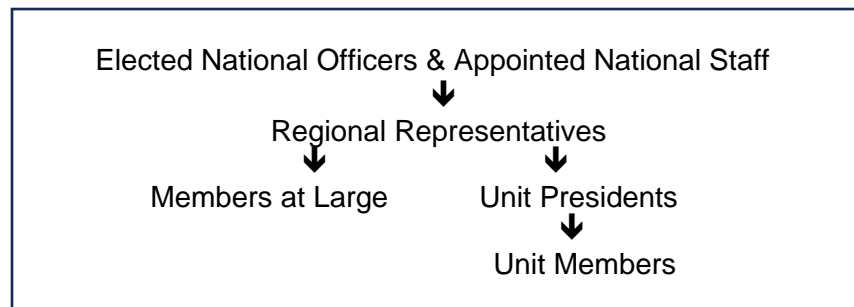 Elected National Officers & Appointed National Staff
Regional Representatives
Members at Large Unit Presidents
Unit Members